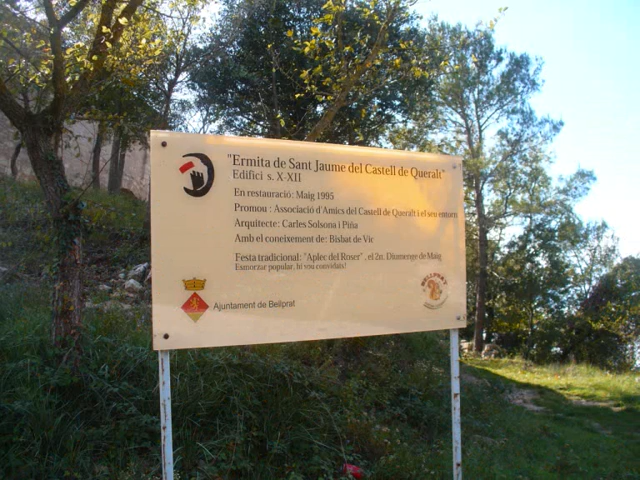 "Ermita de Sant Jaume del Castell de Queralt"
Edifici s. X-XII
En restauració: Maig 1995
Promou : Associació d'Amics del Castell de Queralt i el seu entorn
Arquitecte: Carles Solsona i Piña
Amb el coneixement de: Bisbat de Vic
Festa tradicional: "Aplec del Roser" , el 2n. Diumenge de Maig
Esmorzar popular, hi sou convidats!
Ajuntament de Bellprat
BELLPRAT